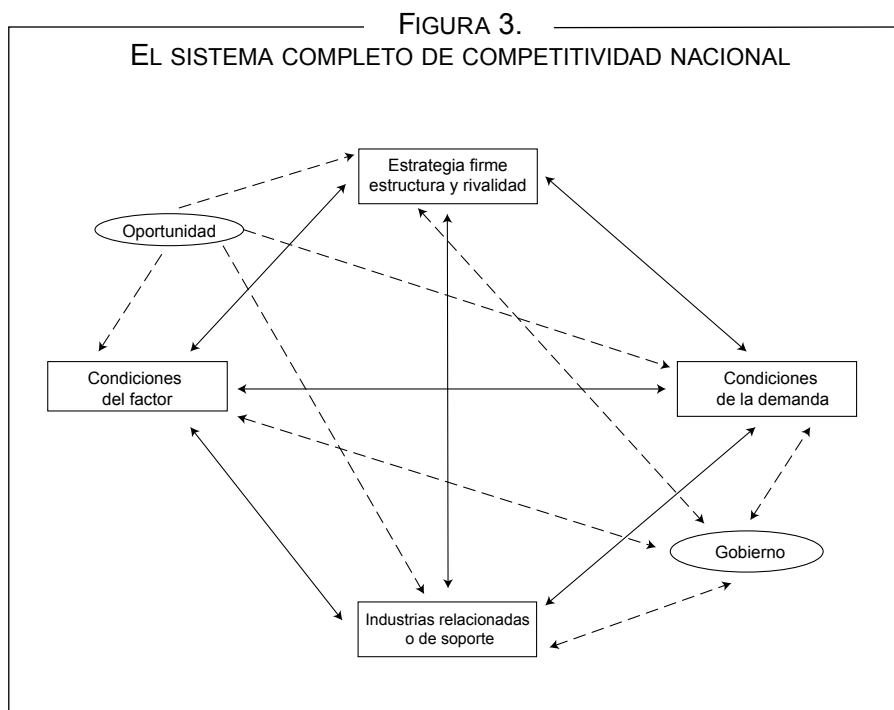 FIGURA 3.
EL SISTEMA COMPLETO DE COMPETITIVIDAD NACIONAL
Estrategia firme
estructura y rivalidad
Oportunidad
Condiciones
del factor
Condiciones
de la demanda
Gobierno
Industrias relacionadas
o de soporte